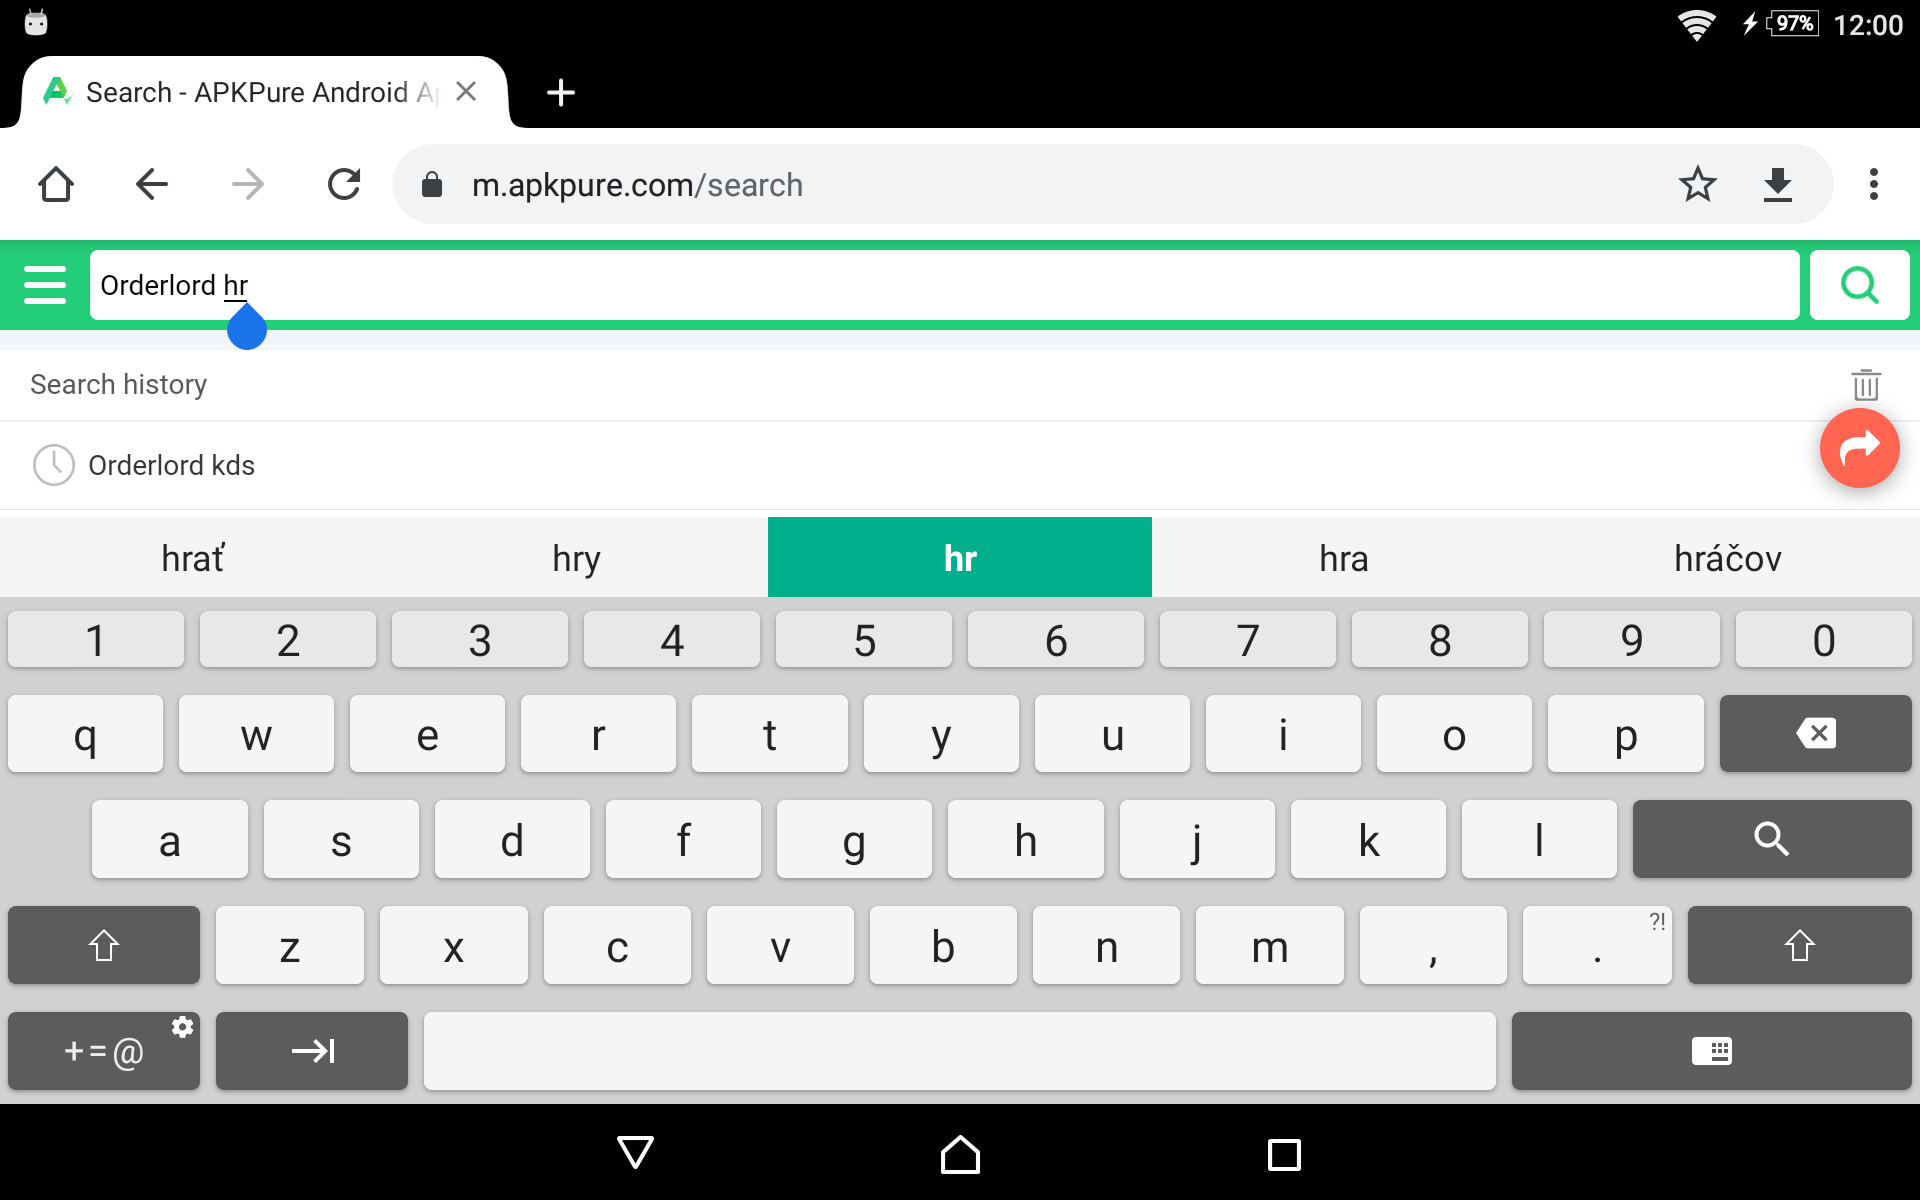 97% 12:00
Search - APKPure Android
m.apkpure.com/search
Orderlord hr
Search history
Orderlord kds
hrať hry hr hra hráčov
1 2 3 4 5 6 7 8 9 0
q w e r t y u i o p
a s d f g h j k l
z x c v b n m , . ?!
+=@